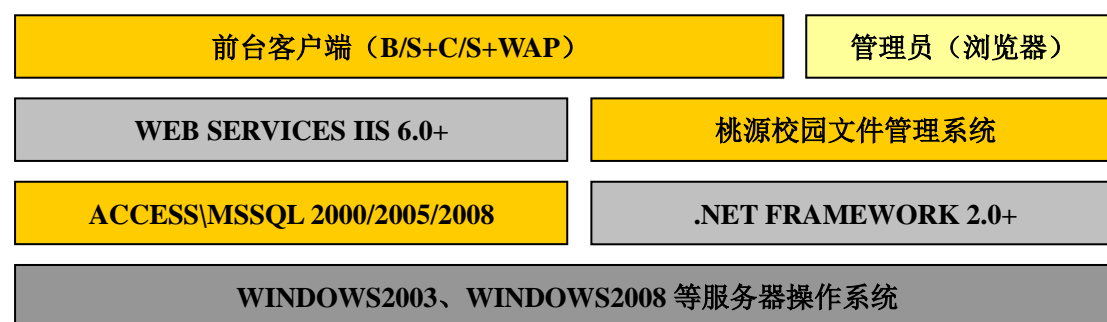 前台客户端（B/S+C/S+WAP）
管理员（浏览器）
WEB SERVICES IIS 6.0+
桃源校园文件管理系统
ACCESS\MSSQL 2000/2005/2008
.NET FRAMEWORK 2.0+
WINDOWS2003、WINDOWS2008 等服务器操作系统